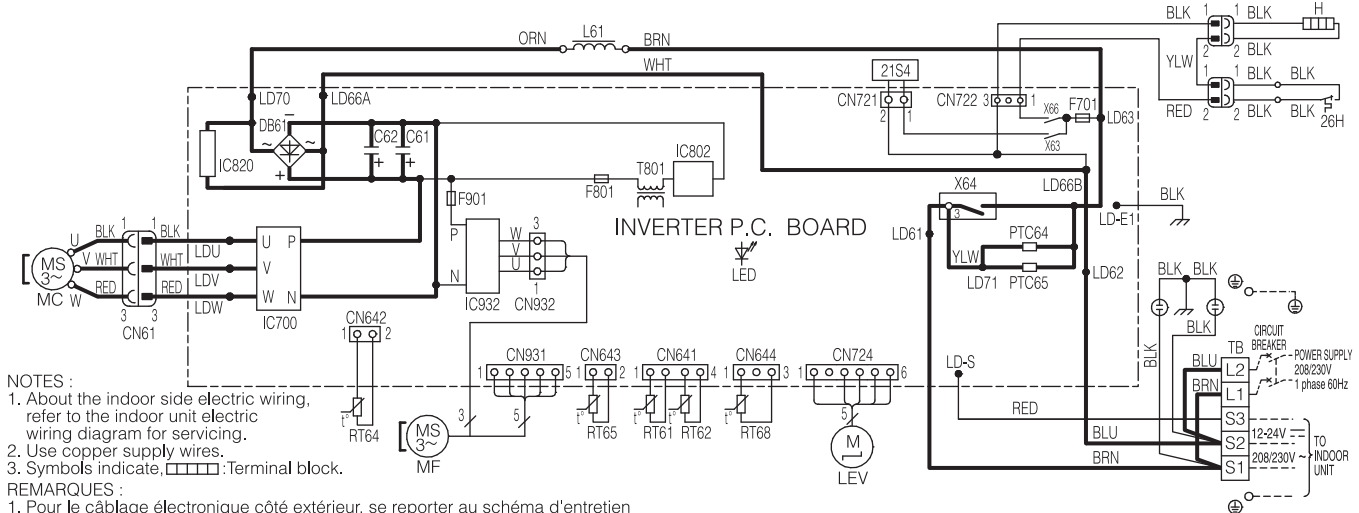 ORN L61 BRN
WHT
BLK 1 1 BLK H
2 2 BLK
YLW
1 1 BLK BLK
RED 2 2 BLK BLK 26H
21S4
CN721 2 1
CN722 3 1
X66 F701
X63
LD63
LD70 LD66A
DB61 −
~ ~
+
IC820
C62 C61
+ +
T801 IC802
F801
F901
INVERTER P.C. BOARD
LED
X64
3
LD66B
LD61
YLW
PTC64
LD71 PTC65
LD62
LD-E1
BLK
MS
3~
MC
U BLK 1 1 BLK LDU
V WHT WHT LDV
W RED 3 3 RED LDW
CN61
U P
V
W N
IC700
P
N
IC932
W 3
V
U 1
CN932
CN642
1 2
t°
RT64
MS
3~
MF
3
CN931
1 5
5
CN643
1 2
t°
RT65
CN641
1 4
t° t°
RT61 RT62
CN644
1 3
t°
RT68
CN724
1 6
5
M
LEV
LD-S
RED
BLU
BRN
BLK BLK
BLK
BLK
BLU
BRN
TB
L2
L1
S3
S2
S1
CIRCUIT
BREAKER
POWER SUPPLY
208/230V
1 phase 60Hz
12-24V
208/230V ~
TO
INDOOR
UNIT
NOTES :
1. About the indoor side electric wiring,
refer to the indoor unit electric
wiring diagram for servicing.
2. Use copper supply wires.
3. Symbols indicate, :Terminal block.
REMARQUES :
1. Pour le câblage électronique côté extérieur, se reporter au schéma d'entretien